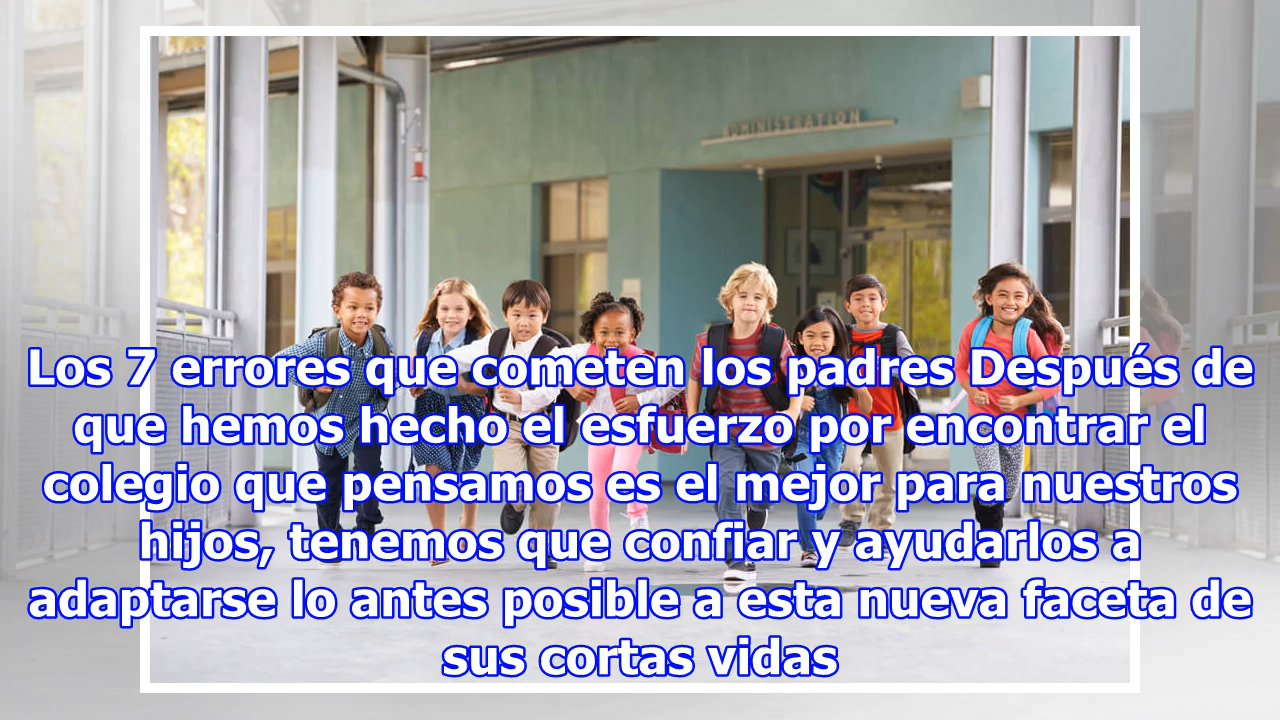 ADMINISTRATION
Los 7 errores que cometen los padres Después de
que hemos hecho el esfuerzo por encontrar el
colegio que pensamos es el mejor para nuestros
hijos, tenemos que confiar y ayudarlos a
adaptarse lo antes posible a esta nueva faceta de
sus cortas vidas